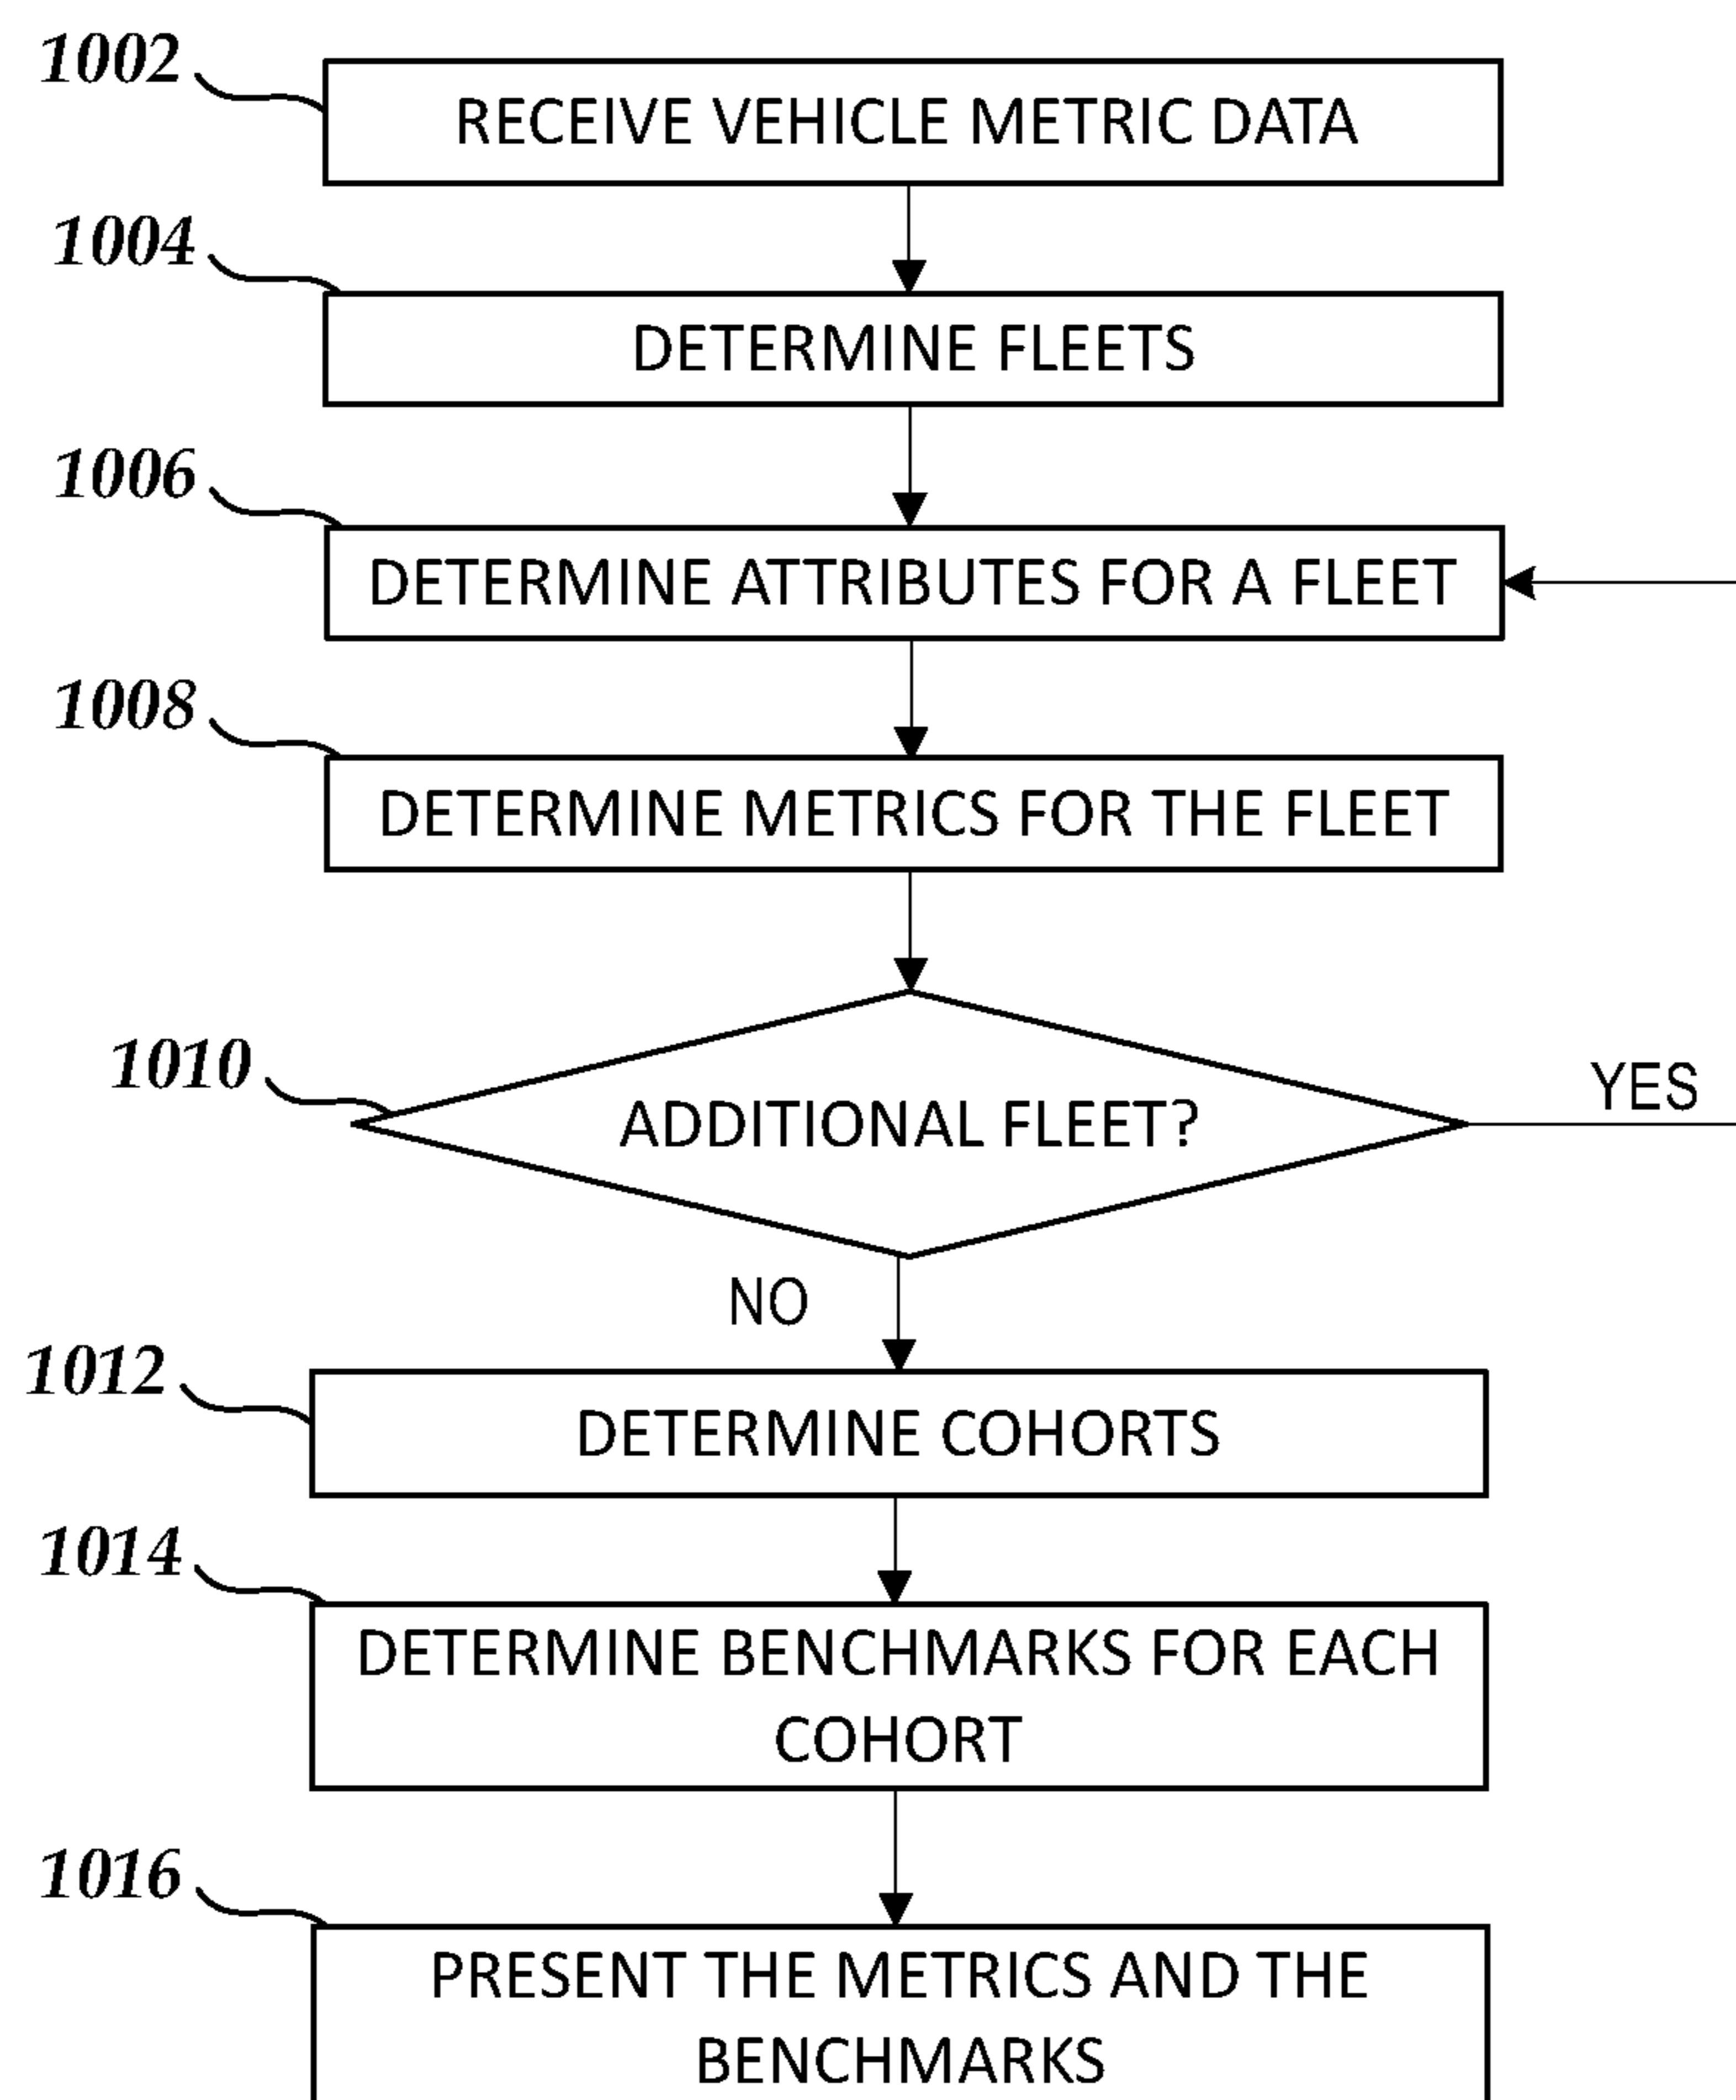 1002
RECEIVE VEHICLE METRIC DATA
1004
DETERMINE FLEETS
1006
DETERMINE ATTRIBUTES FOR A FLEET
1008
DETERMINE METRICS FOR THE FLEET
1010
ADDITIONAL FLEET?
YES
NO
1012
DETERMINE COHORTS
1014
DETERMINE BENCHMARKS FOR EACH
COHORT
1016
PRESENT THE METRICS AND THE
BENCHMARKS